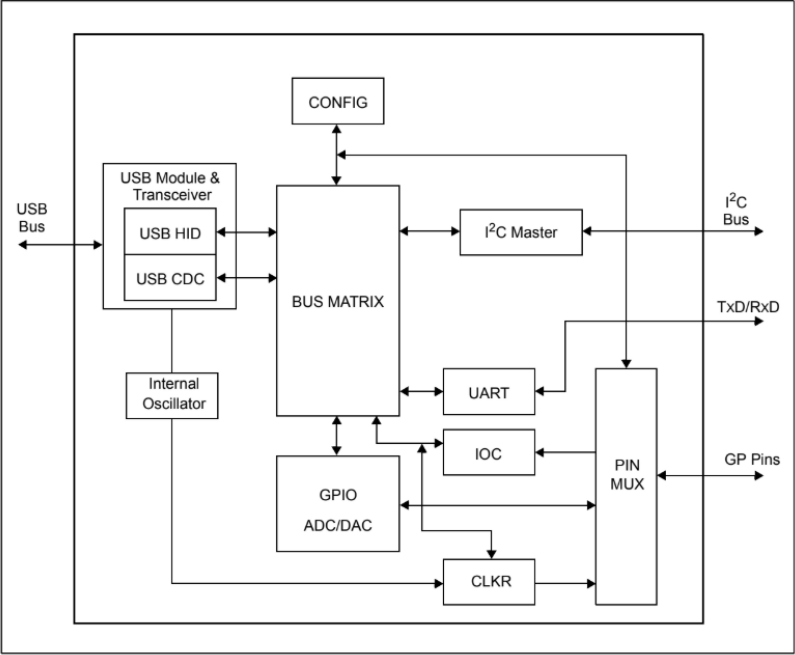 CONFIG
USB Module &
Transceiver
USB
Bus
USB HID
USB CDC
BUS MATRIX
I²C Master
I²C
Bus
TxD/RxD
Internal
Oscillator
UART
IOC
PIN
MUX
GP Pins
GPIO
ADC/DAC
CLKR